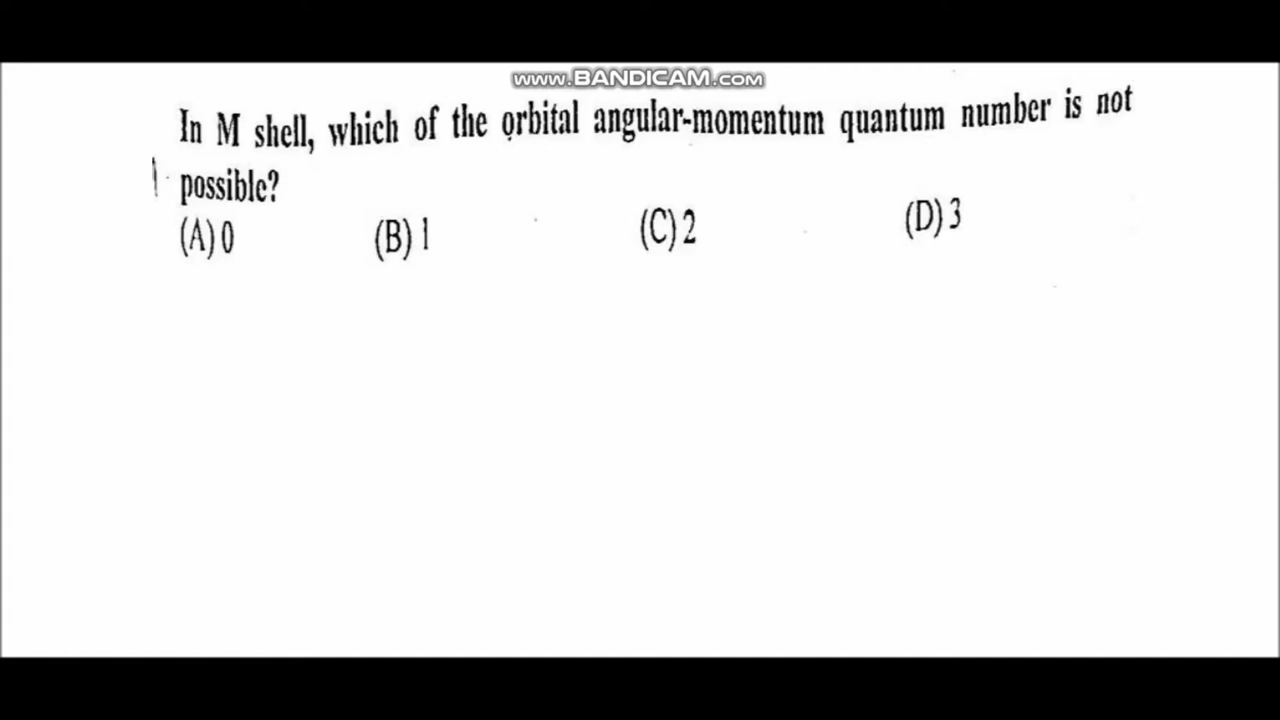 www.BANDICAM.com
In M shell, which of the orbital angular-momentum quantum number is not
possible?
(A) 0 (B) 1 (C) 2 (D) 3